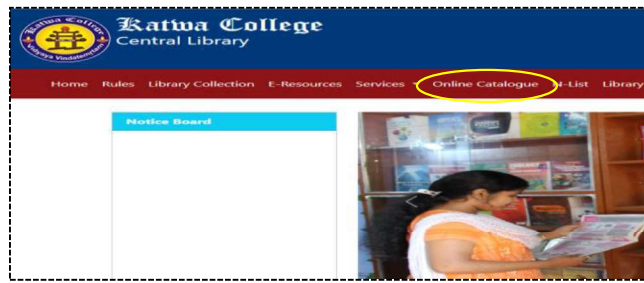 Katwa College
Central Library
Home Rules Library Collection E-Resources Services Online Catalogue N-List Library
Notice Board